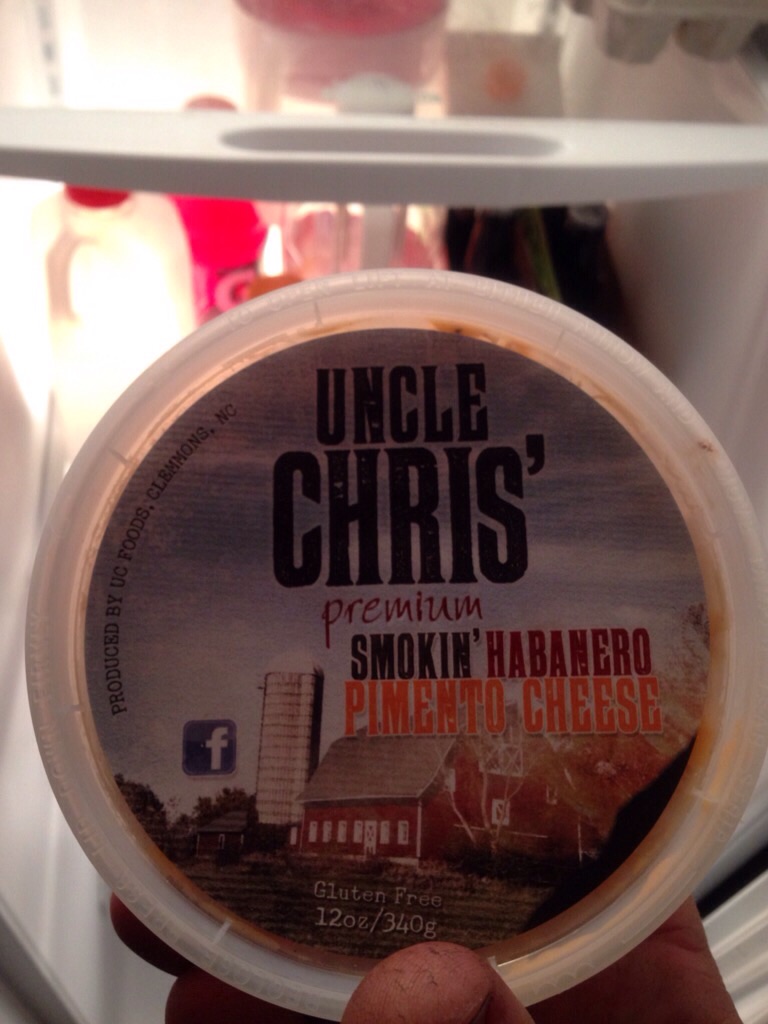 UNCLE
CHRIS'
premium
SMOKIN' HABANERO
PIMENTO CHEESE
PRODUCED BY UC FOODS, CLEMMONS, NC
f
Gluten Free
12oz/340g